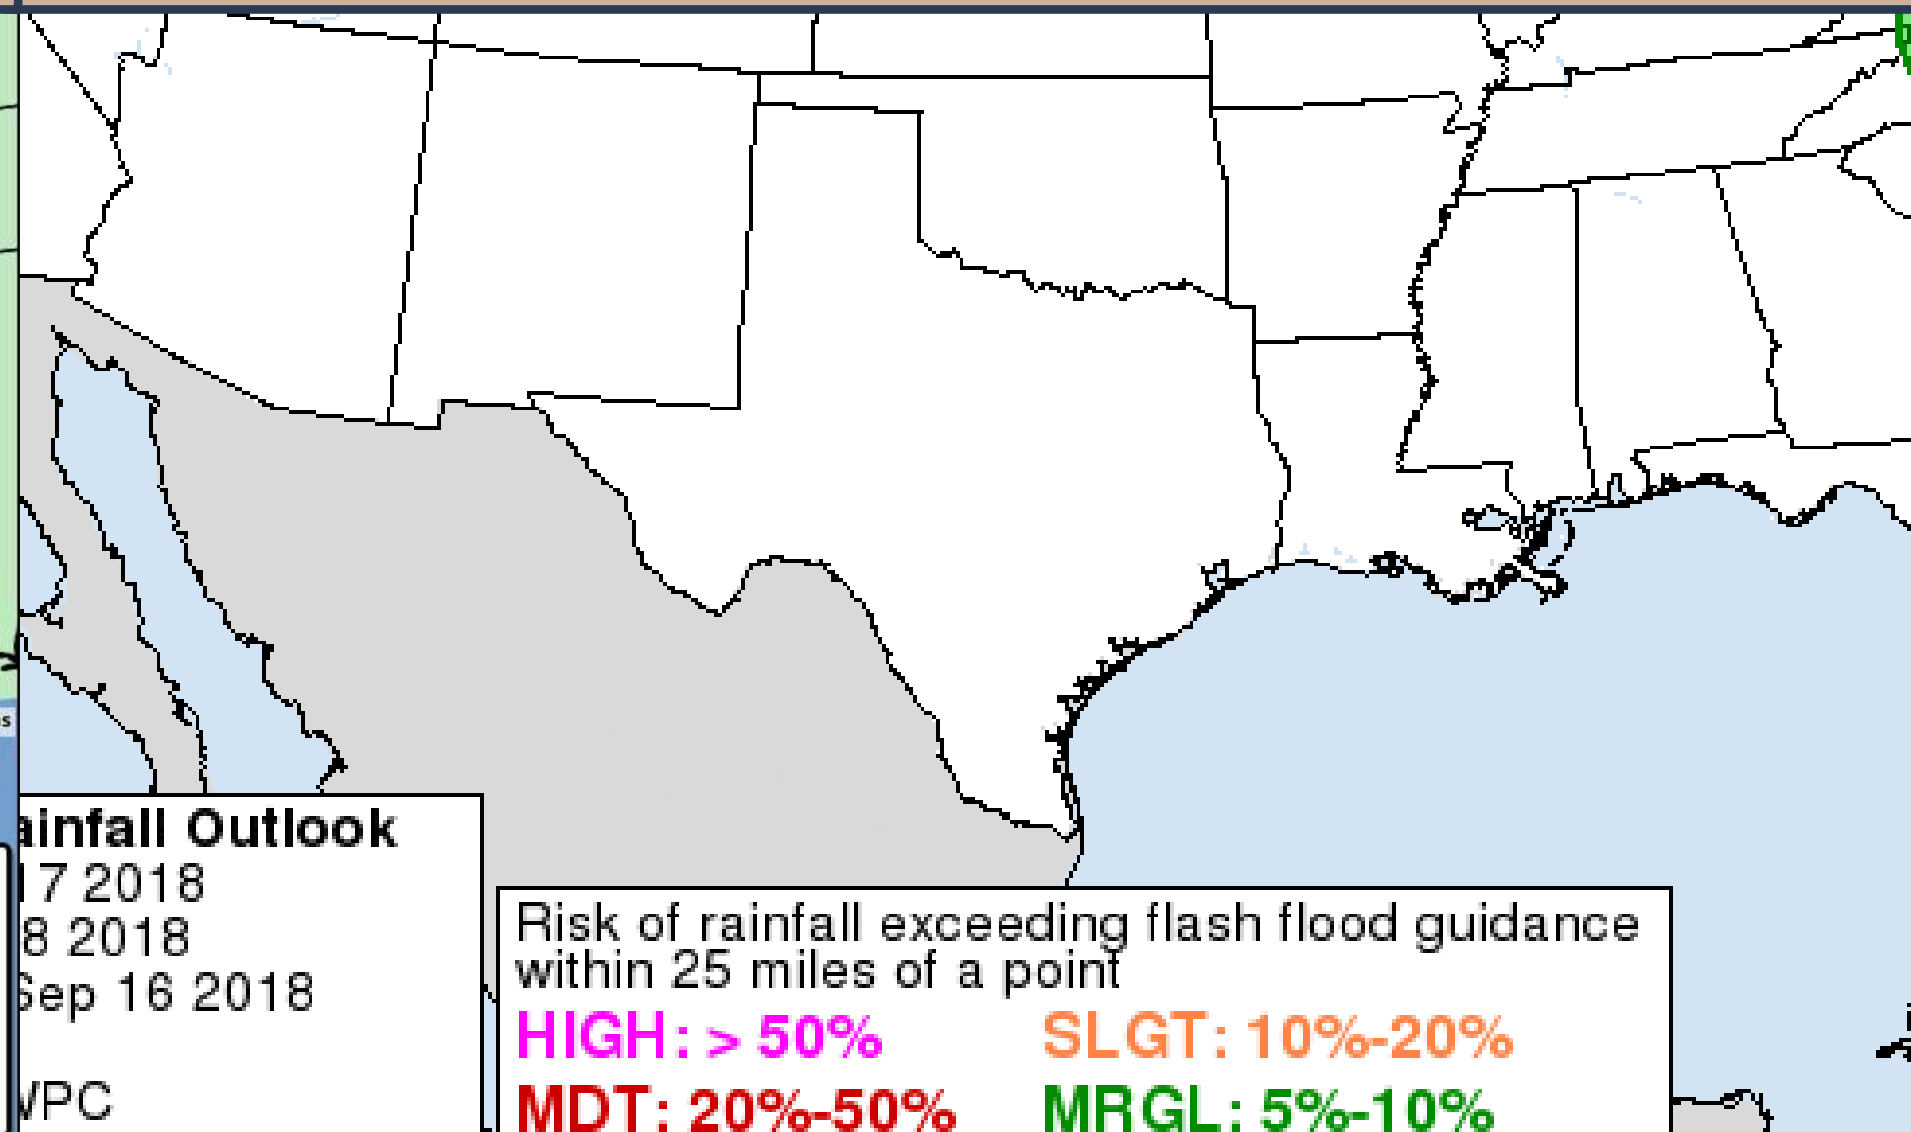 ainfall Outlook
17 2018
8 2018
Sep 16 2018
WPC
Risk of rainfall exceeding flash flood guidance
within 25 miles of a point
HIGH: > 50% SLGT: 10%-20%
MDT: 20%-50% MRGL: 5%-10%